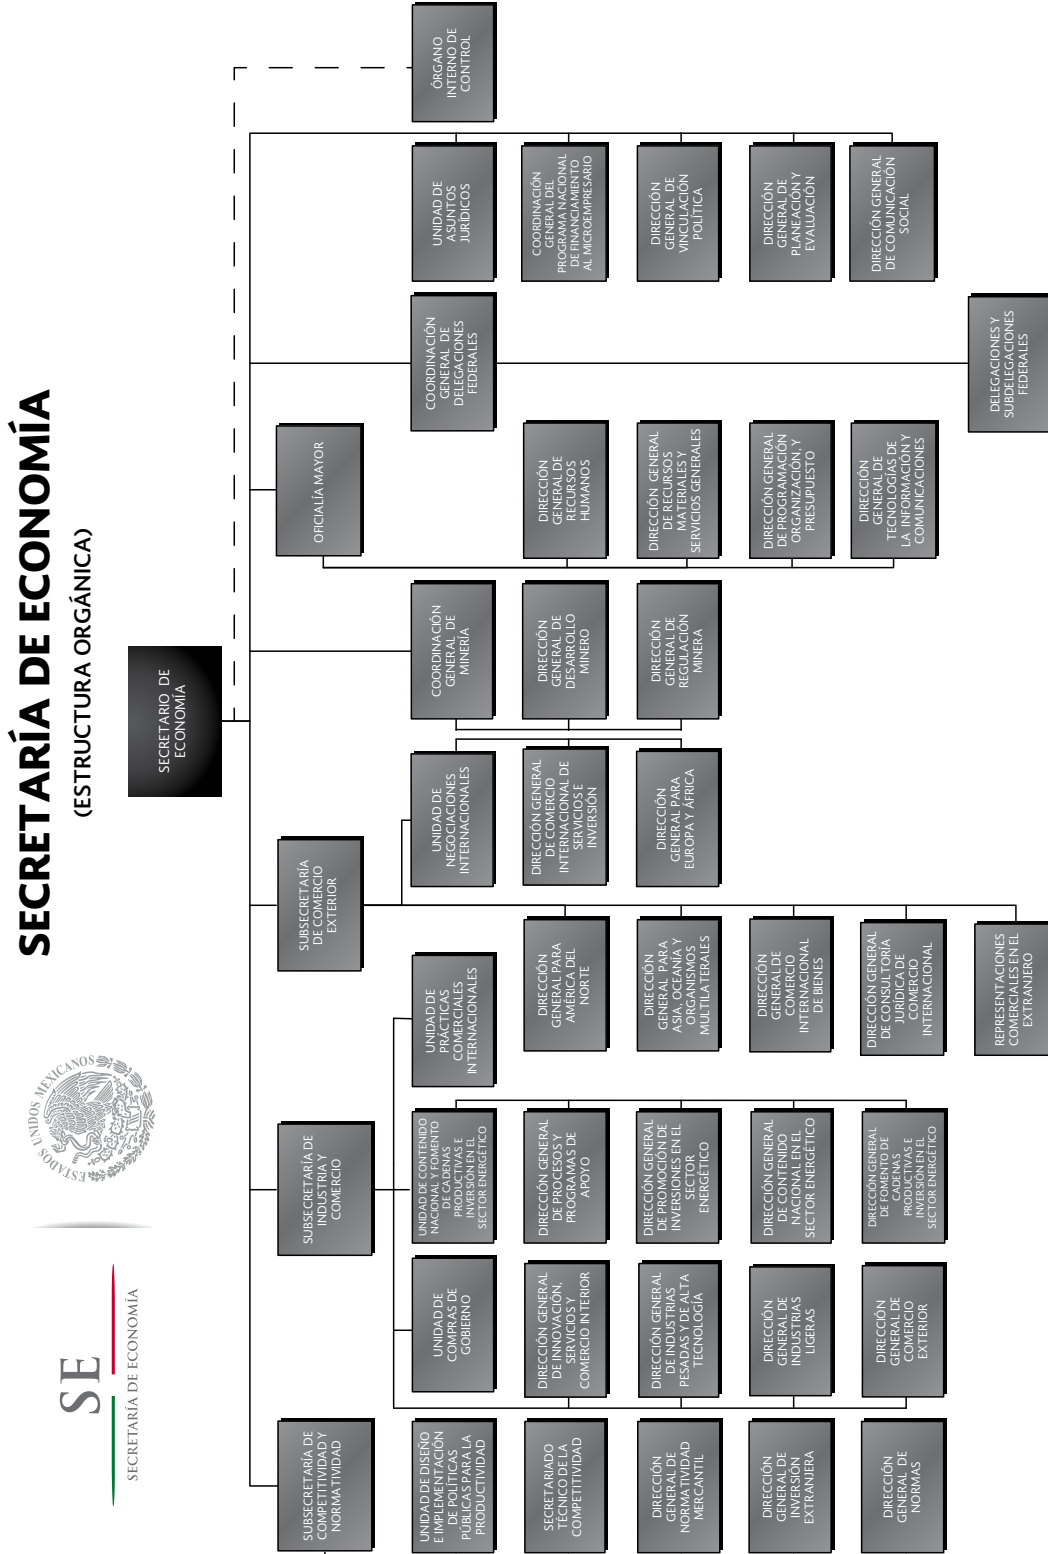 SE
SECRETARÍA DE ECONOMÍA
ESTADOS UNIDOS MEXICANOS
SECRETARÍA DE ECONOMÍA
(ESTRUCTURA ORGÁNICA)
SECRETARIO DE
ECONOMÍA
SUBSECRETARÍA DE
COMPETITIVIDAD Y
NORMATIVIDAD
SUBSECRETARÍA DE
INDUSTRIA Y
COMERCIO
SUBSECRETARÍA
DE COMERCIO
EXTERIOR
OFICIALÍA MAYOR
UNIDAD DE DISEÑO
E IMPLEMENTACIÓN
DE POLÍTICAS
PÚBLICAS PARA LA
PRODUCTIVIDAD
UNIDAD DE
COMPRAS DE
GOBIERNO
UNIDAD DE CONTENIDO
NACIONAL Y FOMENTO
DE CADENAS
PRODUCTIVAS E
INVERSIÓN EN EL
SECTOR ENERGÉTICO
UNIDAD DE
PRÁCTICAS
COMERCIALES
INTERNACIONALES
UNIDAD DE
NEGOCIACIONES
INTERNACIONALES
COORDINACIÓN
GENERAL DE
MINERÍA
COORDINACIÓN
GENERAL DE
DELEGACIONES
FEDERALES
UNIDAD DE
ASUNTOS
JURÍDICOS
ÓRGANO
INTERNO DE
CONTROL
SECRETARIADO
TÉCNICO DE LA
COMPETITIVIDAD
DIRECCIÓN GENERAL
DE INNOVACIÓN,
SERVICIOS Y
COMERCIO INTERIOR
DIRECCIÓN GENERAL
DE PROCESOS Y
PROGRAMAS DE
APOYO
DIRECCIÓN
GENERAL PARA
AMÉRICA DEL
NORTE
DIRECCIÓN GENERAL
DE COMERCIO
INTERNACIONAL DE
SERVICIOS E
INVERSIÓN
DIRECCIÓN
GENERAL DE
DESARROLLO
MINERO
DIRECCIÓN
GENERAL DE
RECURSOS
HUMANOS
COORDINACIÓN
GENERAL DEL
PROGRAMA NACIONAL
DE FINANCIAMIENTO
AL MICROEMPRESARIO
DIRECCIÓN
GENERAL DE
NORMATIVIDAD
MERCANTIL
DIRECCIÓN GENERAL
DE INDUSTRIAS
PESADAS Y DE ALTA
TECNOLOGÍA
DIRECCIÓN GENERAL
DE PROMOCIÓN DE
INVERSIONES EN EL
SECTOR
ENERGÉTICO
DIRECCIÓN
GENERAL PARA
ASIA, OCEANÍA Y
ORGANISMOS
MULTILATERALES
DIRECCIÓN
GENERAL PARA
EUROPA Y ÁFRICA
DIRECCIÓN
GENERAL DE
REGULACIÓN
MINERA
DIRECCIÓN GENERAL
DE RECURSOS
MATERIALES Y
SERVICIOS GENERALES
DIRECCIÓN
GENERAL DE
VINCULACIÓN
POLÍTICA
DIRECCIÓN
GENERAL DE
INVERSIÓN
EXTRANJERA
DIRECCIÓN
GENERAL DE
INDUSTRIAS
LIGERAS
DIRECCIÓN GENERAL
DE CONTENIDO
NACIONAL EN EL
SECTOR ENERGÉTICO
DIRECCIÓN
GENERAL DE
COMERCIO
INTERNACIONAL
DE BIENES
DIRECCIÓN GENERAL
DE PROGRAMACIÓN
ORGANIZACIÓN, Y
PRESUPUESTO
DIRECCIÓN
GENERAL DE
PLANEACIÓN Y
EVALUACIÓN
DIRECCIÓN
GENERAL DE
NORMAS
DIRECCIÓN
GENERAL DE
COMERCIO
EXTERIOR
DIRECCIÓN GENERAL
DE FOMENTO DE
CADENAS
PRODUCTIVAS E
INVERSIÓN EN EL
SECTOR ENERGÉTICO
DIRECCIÓN GENERAL
DE CONSULTORÍA
JURÍDICA DE
COMERCIO
INTERNACIONAL
DIRECCIÓN
GENERAL DE
TECNOLOGÍAS DE
LA INFORMACIÓN Y
COMUNICACIONES
DIRECCIÓN GENERAL
DE COMUNICACIÓN
SOCIAL
REPRESENTACIONES
COMERCIALES EN EL
EXTRANJERO
DELEGACIONES Y
SUBDELEGACIONES
FEDERALES